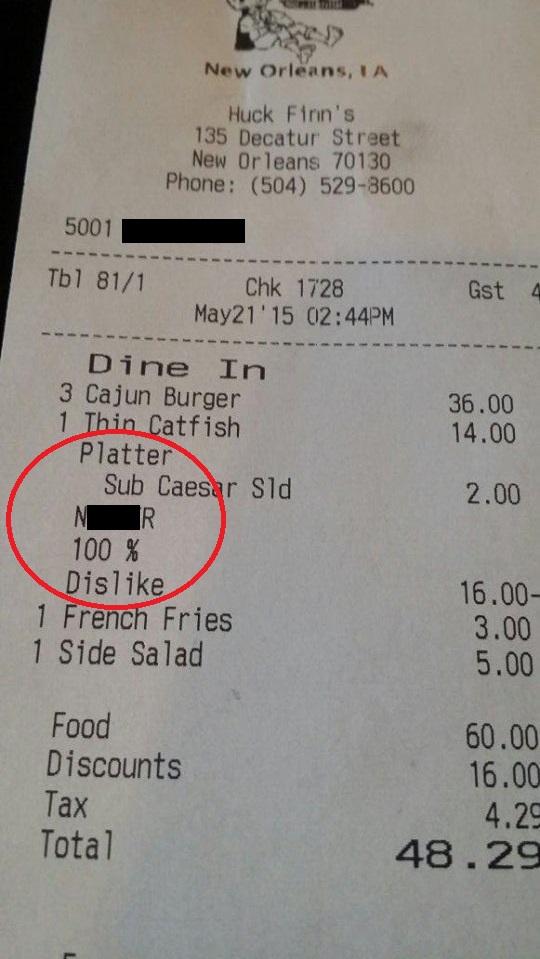 New Orleans, LA
Huck Finn's
135 Decatur Street
New Orleans 70130
Phone: (504) 529-8600
5001
Tbl 81/1 Chk 1728 Gst 4
May21'15 02:44PM
Dine In
3 Cajun Burger 36.00
1 Thin Catfish 14.00
Platter
Sub Caesar Sld 2.00
N R
100 %
Dislike 16.00-
1 French Fries 3.00
1 Side Salad 5.00
Food 60.00
Discounts 16.00
Tax 4.29
Total 48.29